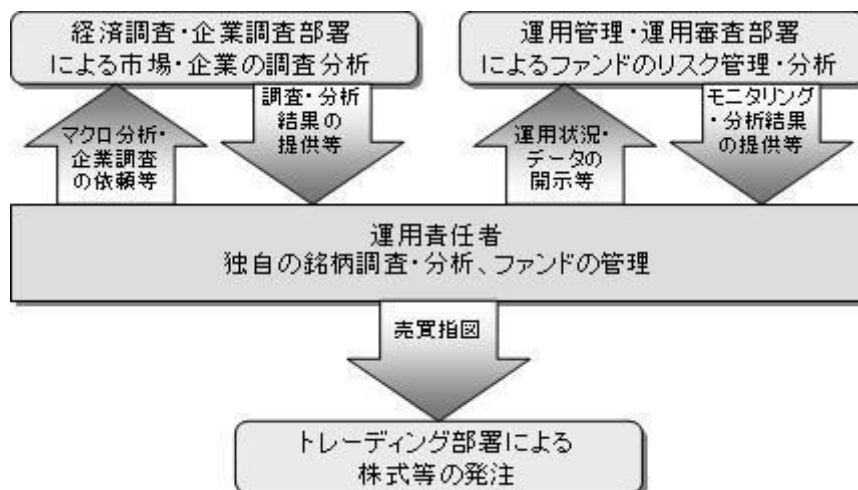 経済調査・企業調査部署
による市場・企業の調査分析
運用管理・運用審査部署
によるファンドのリスク管理・分析
マクロ分析・
企業調査
の依頼等
調査・分析
結果の
提供等
運用状況・
データの
開示等
モニタリング
・分析結果
の提供等
運用責任者
独自の銘柄調査・分析、ファンドの管理
売買指図
トレーディング部署による
株式等の発注